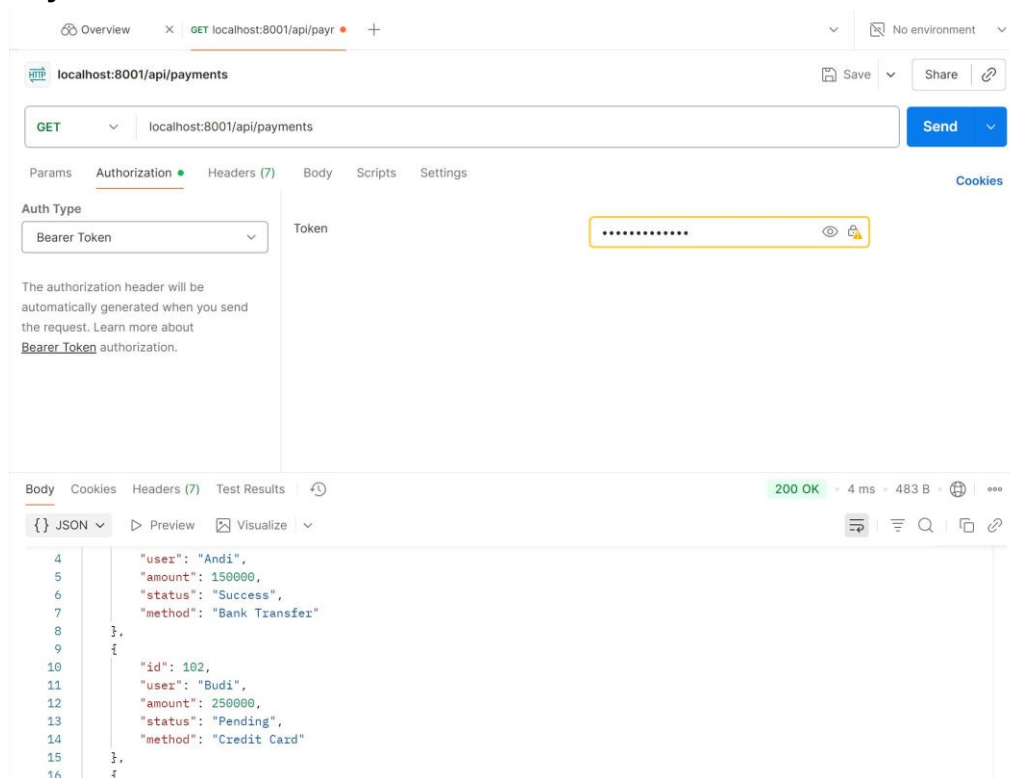 Overview
GET localhost:8001/api/payr
No environment
HTTP localhost:8001/api/payments
Save
Share
GET localhost:8001/api/payments
Send
Params Authorization Headers (7) Body Scripts Settings
Cookies
Auth Type
Bearer Token
Token
The authorization header will be
automatically generated when you send
the request. Learn more about
Bearer Token authorization.
Body Cookies Headers (7) Test Results
200 OK 4 ms 483 B
{} JSON Preview Visualize
4 "user": "Andi",
5 "amount": 150000,
6 "status": "Success",
7 "method": "Bank Transfer"
8 },
9 {
10 "id": 102,
11 "user": "Budi",
12 "amount": 250000,
13 "status": "Pending",
14 "method": "Credit Card"
15 },
16 {